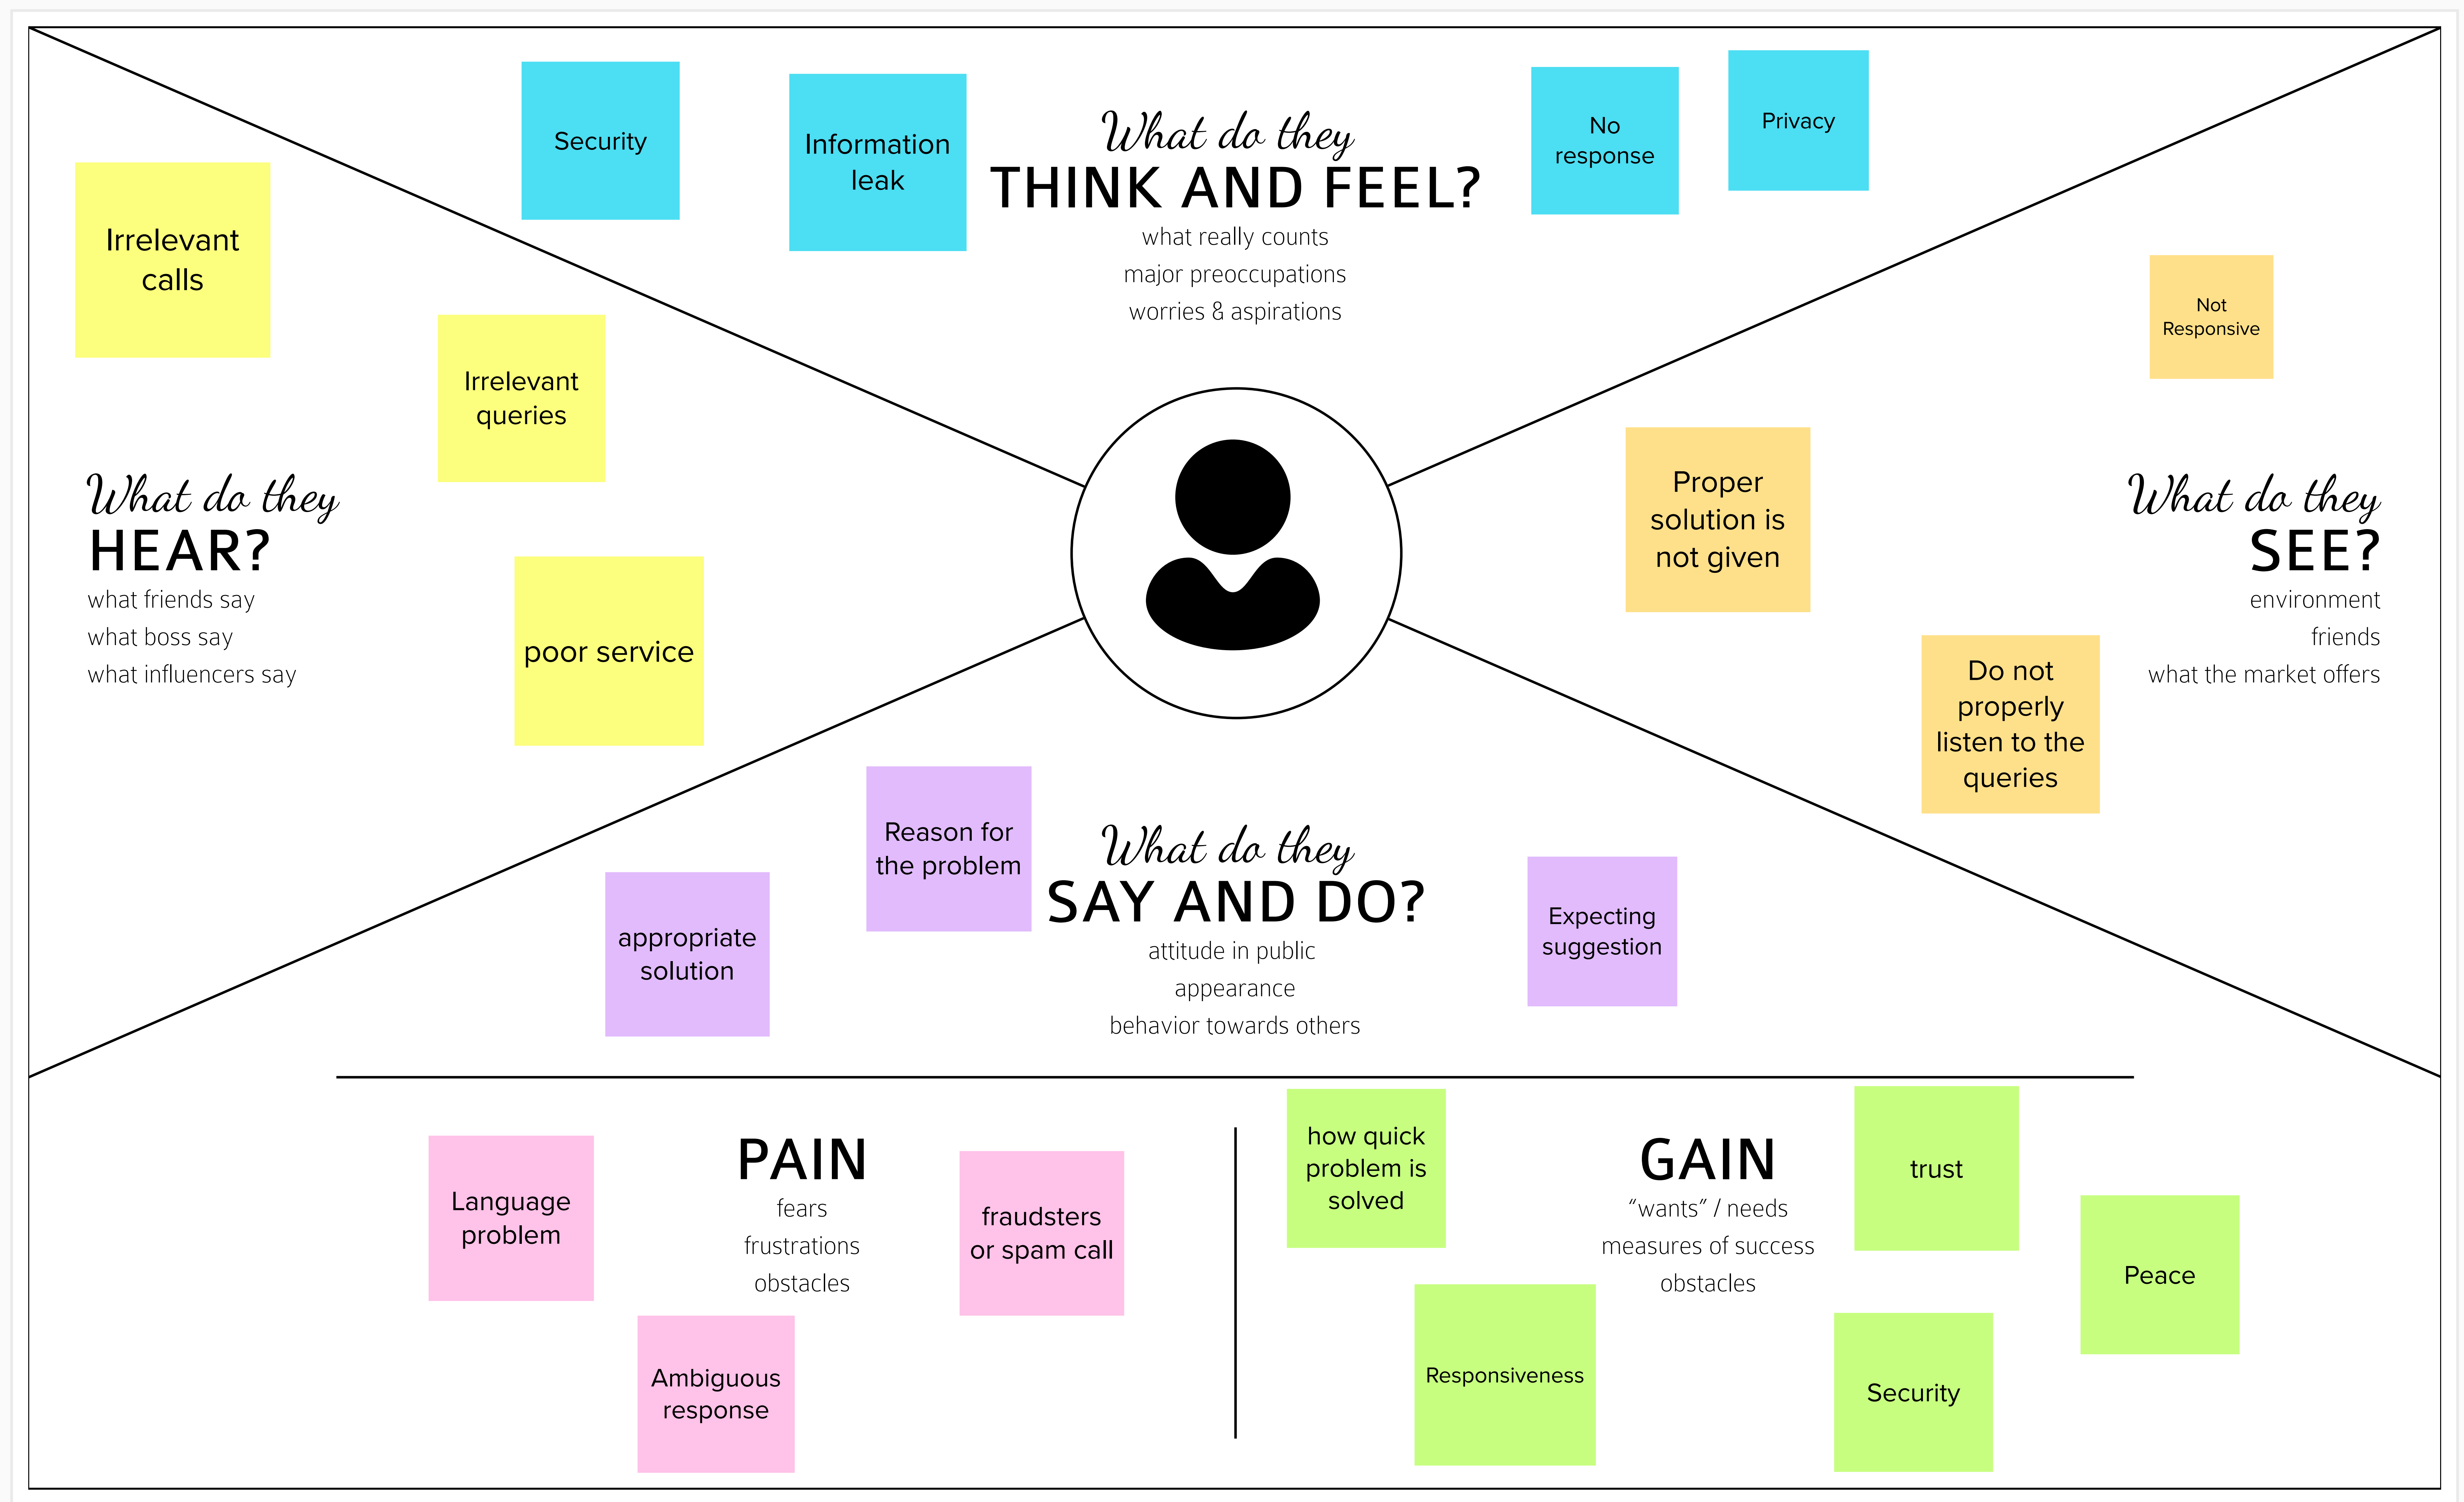 Security
Information
leak
What do they
THINK AND FEEL?
what really counts
major preoccupations
worries & aspirations
No
response
Privacy
Irrelevant
calls
Irrelevant
queries
What do they
HEAR?
what friends say
what boss say
what influencers say
poor service
Not
Responsive
Proper
solution is
not given
What do they
SEE?
environment
friends
what the market offers
Do not
properly
listen to the
queries
Reason for
the problem
appropriate
solution
What do they
SAY AND DO?
attitude in public
appearance
behavior towards others
Expecting
suggestion
Language
problem
PAIN
fears
frustrations
obstacles
fraudsters
or spam call
Ambiguous
response
how quick
problem is
solved
GAIN
“wants” / needs
measures of success
obstacles
trust
Peace
Responsiveness
Security